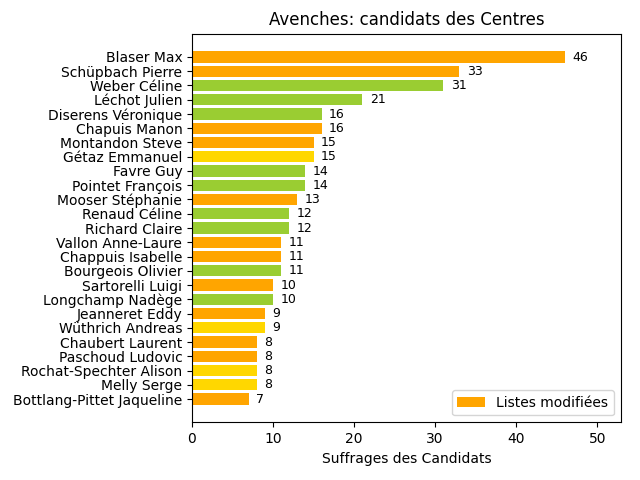 Avenches: candidats des Centres
Blaser Max 46
Schüpbach Pierre 33
Weber Céline 31
Léchot Julien 21
Diserens Véronique 16
Chapuis Manon 16
Montandon Steve 15
Gétaz Emmanuel 15
Favre Guy 14
Pointet François 14
Mooser Stéphanie 13
Renaud Céline 12
Richard Claire 12
Vallon Anne-Laure 11
Chappuis Isabelle 11
Bourgeois Olivier 11
Sartorelli Luigi 10
Longchamp Nadège 10
Jeanneret Eddy 9
Wüthrich Andreas 9
Chaubert Laurent 8
Paschoud Ludovic 8
Rochat-Spechter Alison 8
Melly Serge 8
Bottlang-Pittet Jaqueline 7
Listes modifiées
0 10 20 30 40 50
Suffrages des Candidats